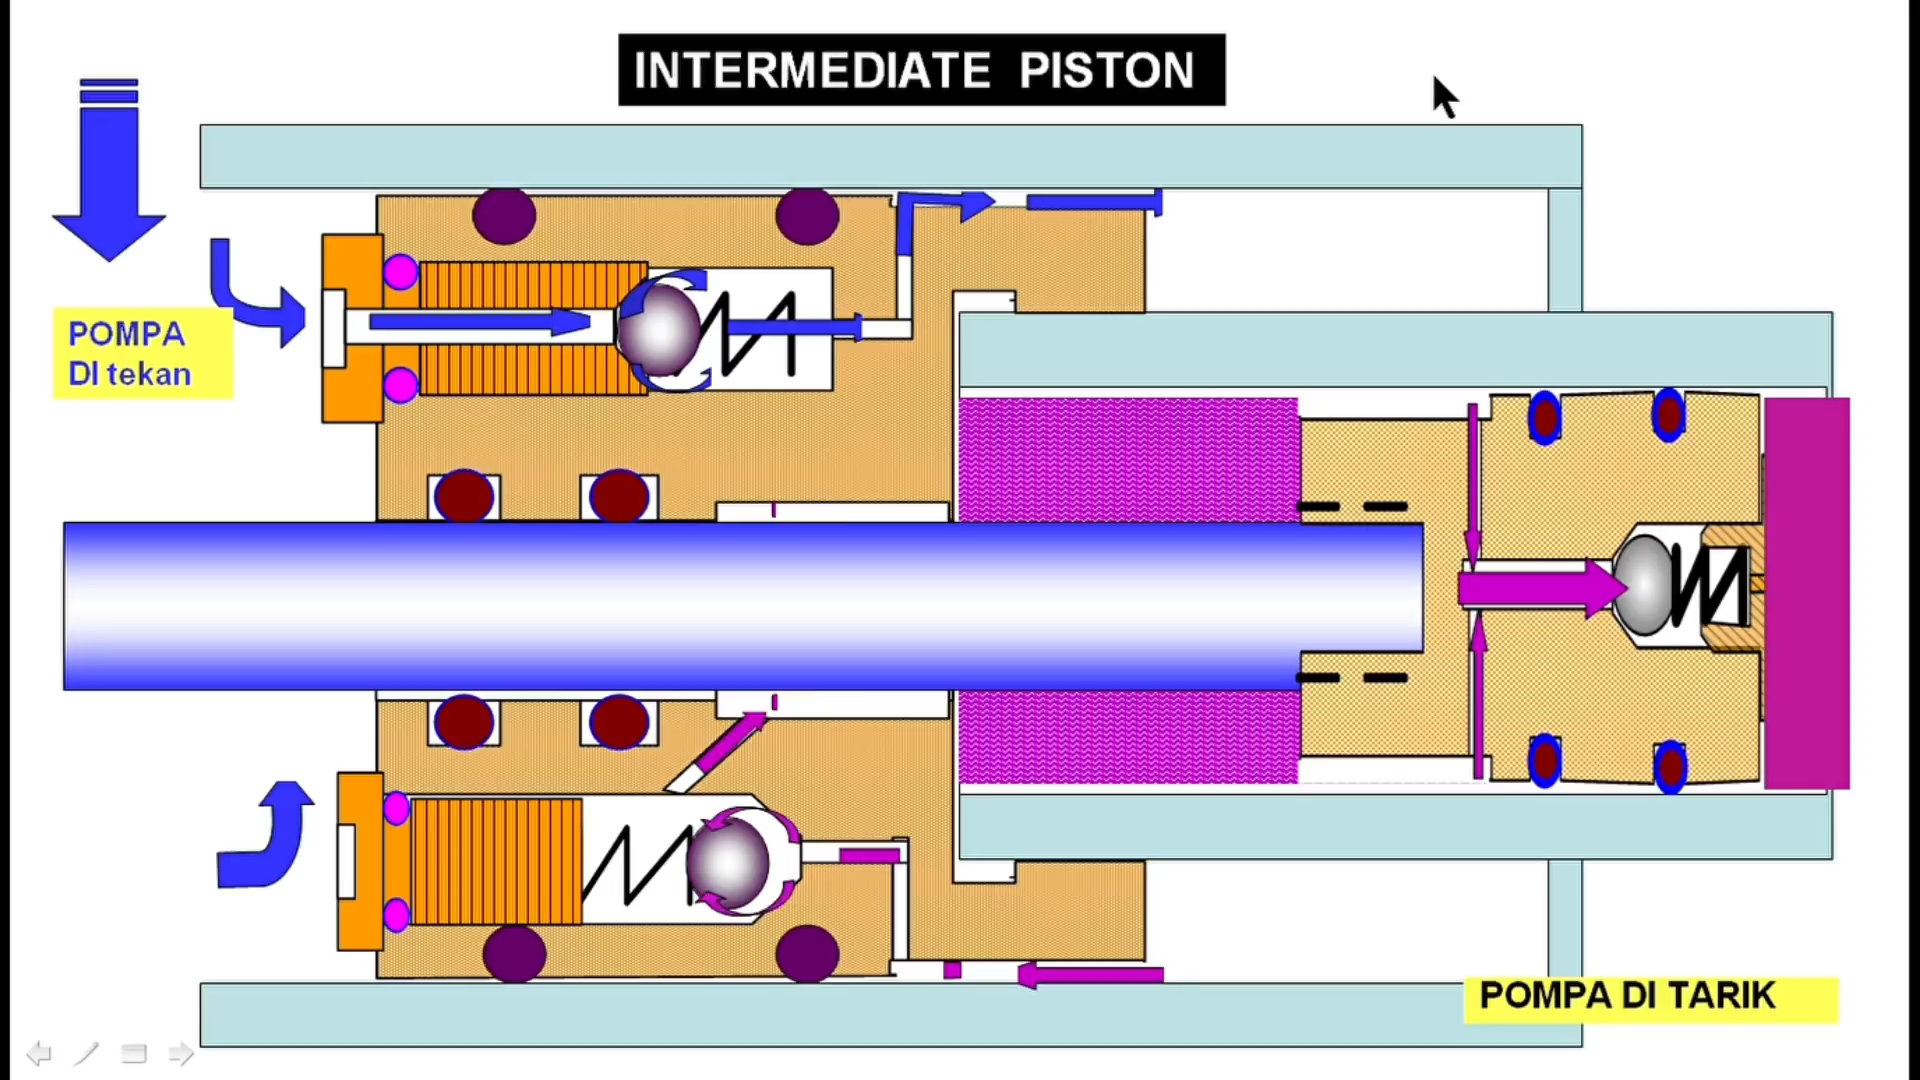 INTERMEDIATE PISTON
POMPA
DI tekan
POMPA DI TARIK